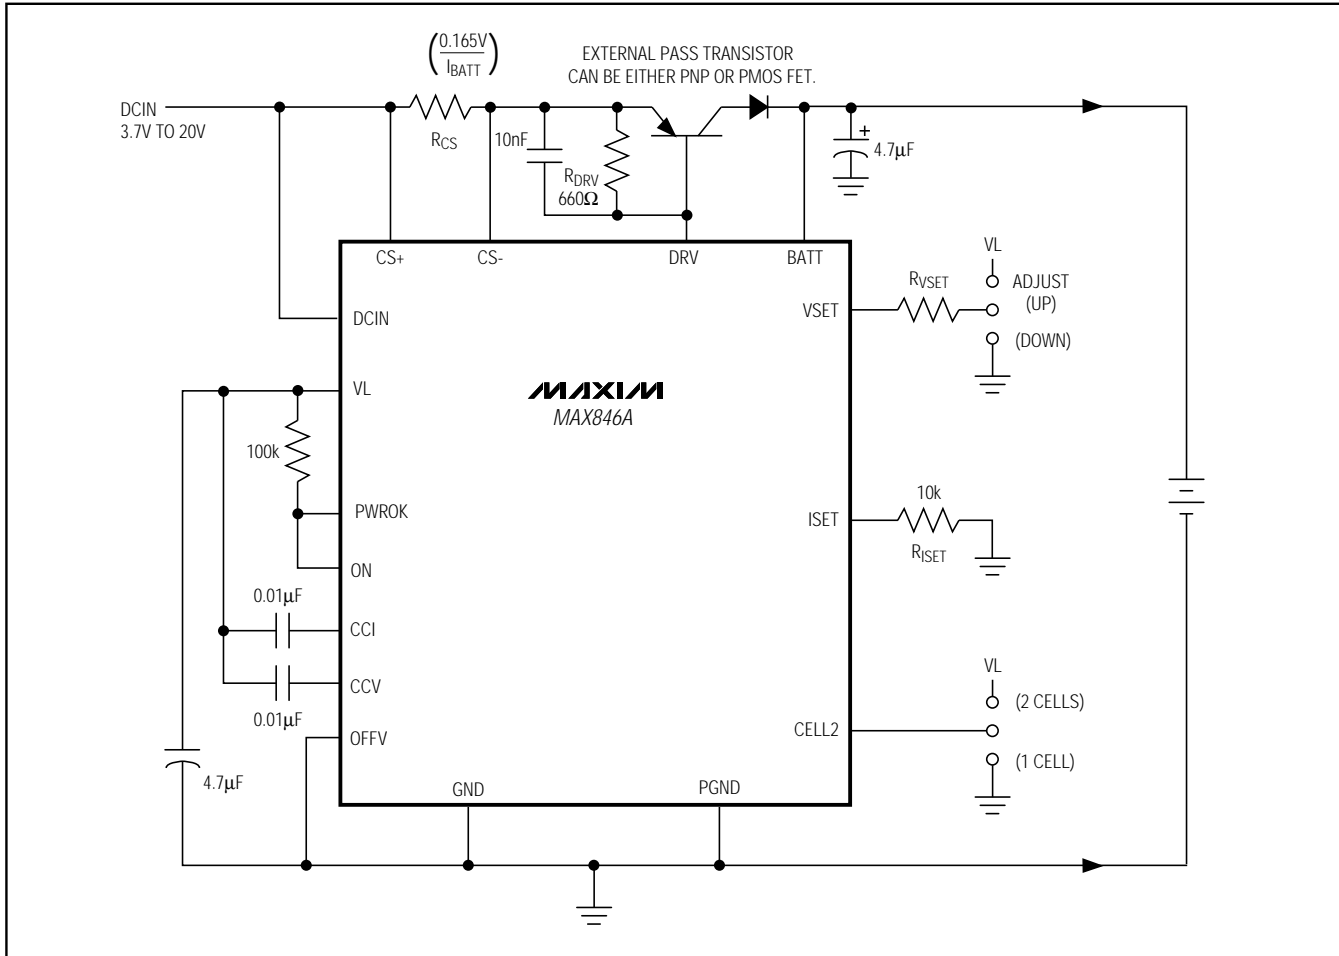 (0.165V
IBATT)
EXTERNAL PASS TRANSISTOR
CAN BE EITHER PNP OR PMOS FET.
DCIN
3.7V TO 20V
RCS
10nF
RDRV
660Ω
+
4.7μF
CS+
CS-
DRV
BATT
DCIN
VSET
RVSET
VL
ADJUST
(UP)
(DOWN)
VL
MAXIM
MAX846A
100k
PWROK
ISET
10k
RISET
ON
0.01μF
CCI
CCV
0.01μF
OFFV
CELL2
VL
(2 CELLS)
(1 CELL)
4.7μF
GND
PGND